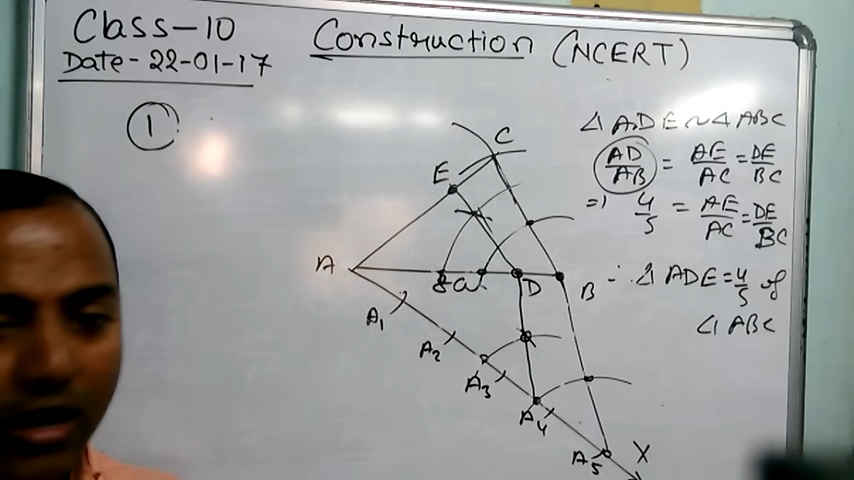 Class-10
Construction (NCERT)
Date-22-01-17
1
△ADE ~ △ABC
AD/AB = AE/AC = DE/BC
⇒ 4/5 = AE/AC = DE/BC
∴ △ADE = 4/5 of
△ABC
C
E
A
D
B
A1
A2
A3
A4
A5
X